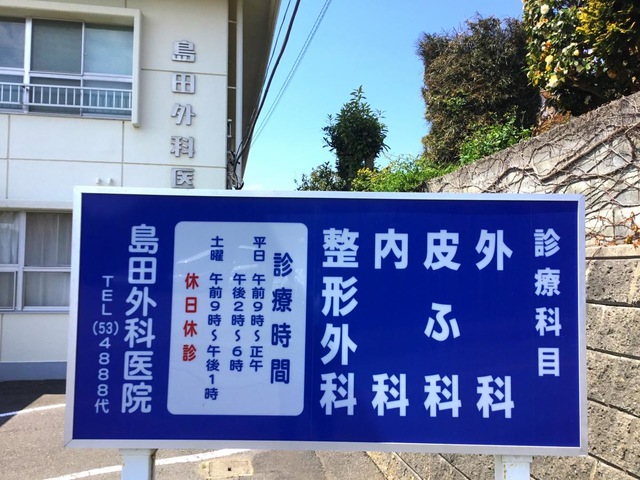 島田外科医
診療科目
外科
皮ふ科
内科
整形外科
診療時間
平日 午前9時〜正午
午後2時〜6時
土曜 午前9時〜午後1時
休日休診
島田外科医院
TEL(53)4888代